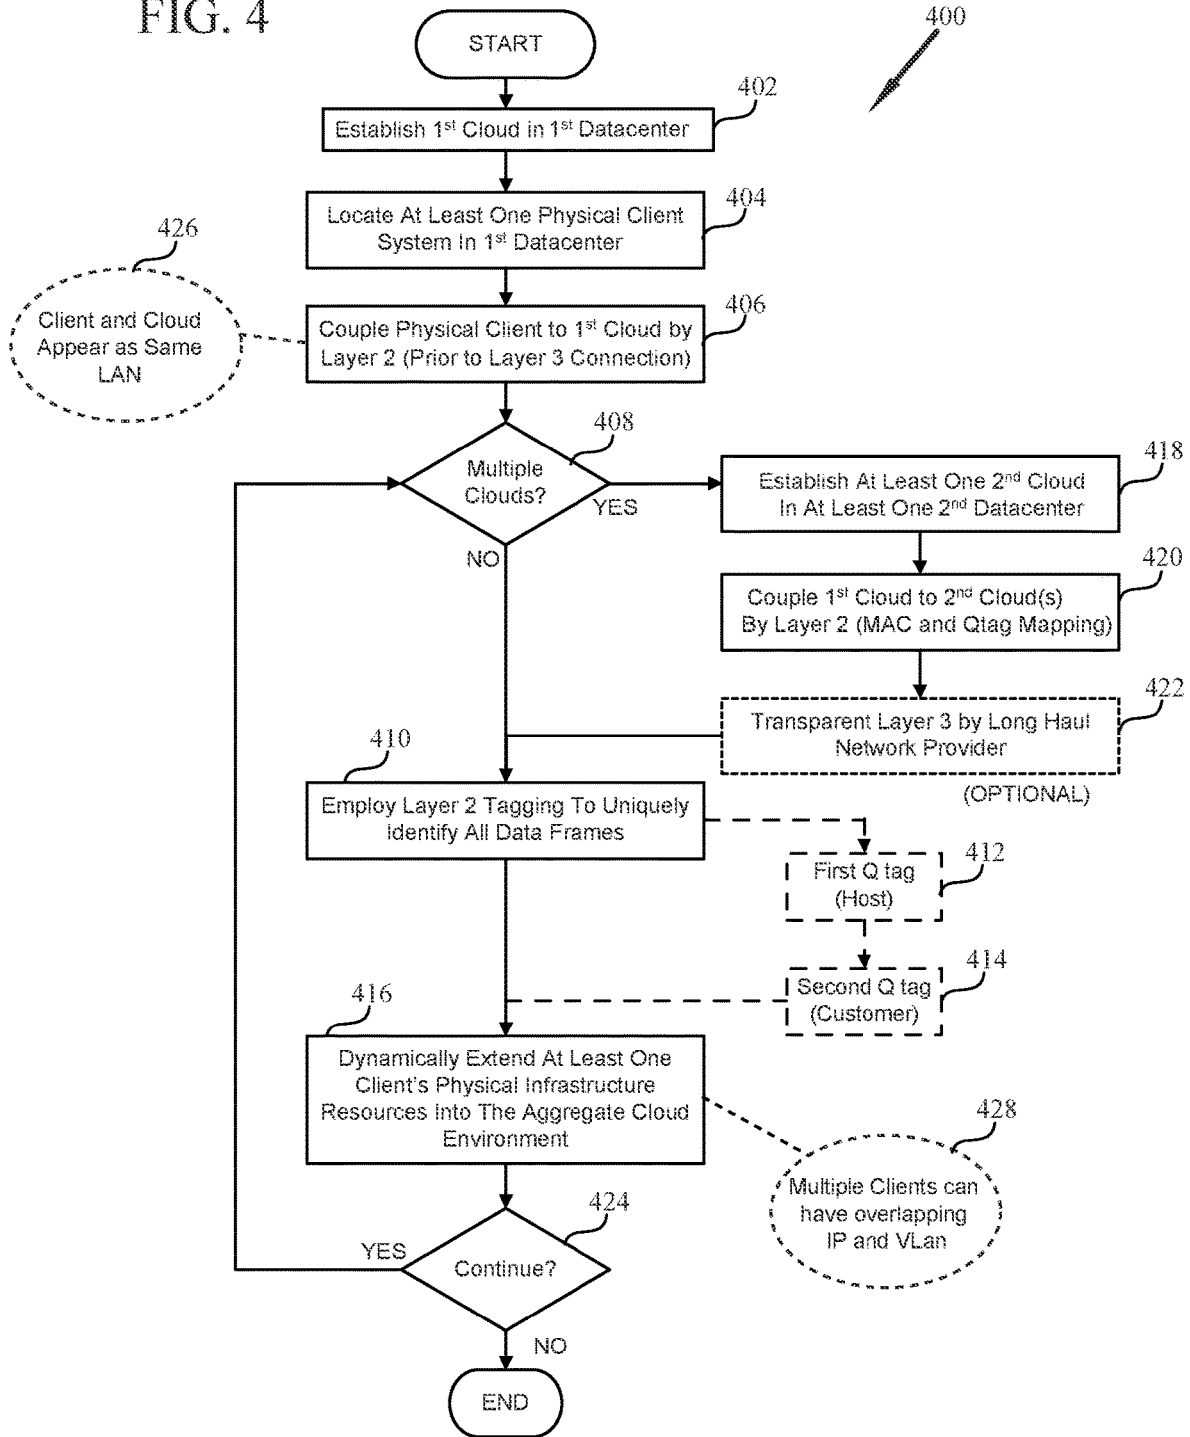 FIG. 4
400
START
402
Establish 1st Cloud in 1st Datacenter
404
Locate At Least One Physical Client
System In 1st Datacenter
426
Client and Cloud
Appear as Same
LAN
406
Couple Physical Client to 1st Cloud by
Layer 2 (Prior to Layer 3 Connection)
408
Multiple
Clouds?
YES
NO
418
Establish At Least One 2nd Cloud
In At Least One 2nd Datacenter
420
Couple 1st Cloud to 2nd Cloud(s)
By Layer 2 (MAC and Qtag Mapping)
422
Transparent Layer 3 by Long Haul
Network Provider
(OPTIONAL)
410
Employ Layer 2 Tagging To Uniquely
Identify All Data Frames
412
First Q tag
(Host)
414
Second Q tag
(Customer)
416
Dynamically Extend At Least One
Client's Physical Infrastructure
Resources Into The Aggregate Cloud
Environment
428
Multiple Clients can
have overlapping
IP and VLan
424
Continue?
YES
NO
END